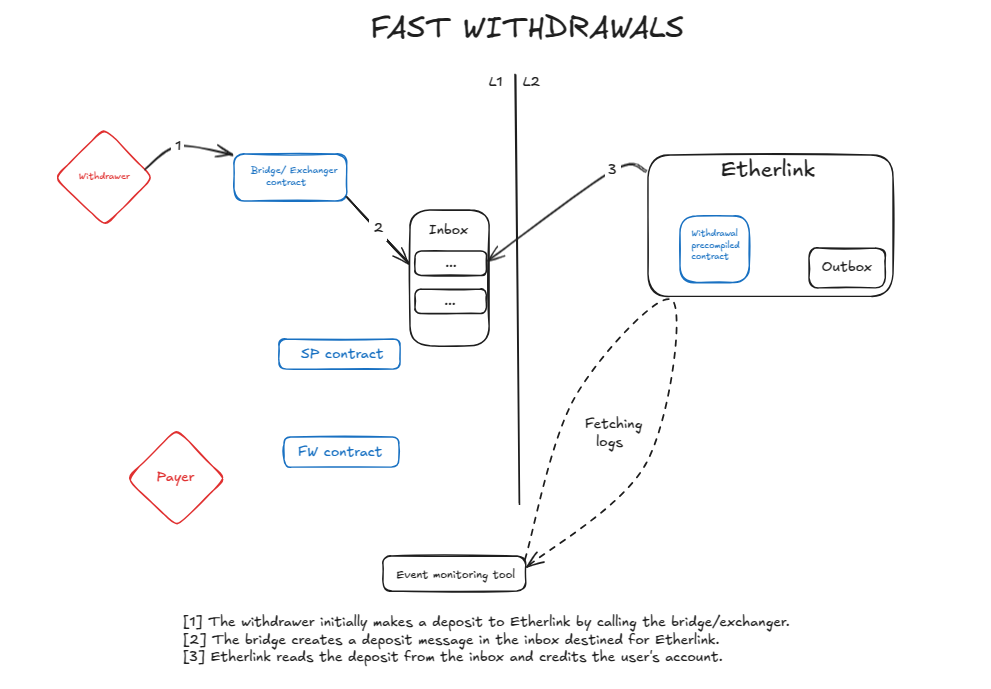 FAST WITHDRAWALS
L1
L2
1
Withdrawer
Bridge/ Exchanger
contract
2
Inbox
...
...
3
Etherlink
Withdrawal
precompiled
contract
Outbox
SP contract
FW contract
Payer
Fetching
logs
Event monitoring tool
[1] The withdrawer initially makes a deposit to Etherlink by calling the bridge/exchanger.
[2] The bridge creates a deposit message in the inbox destined for Etherlink.
[3] Etherlink reads the deposit from the inbox and credits the user's account.